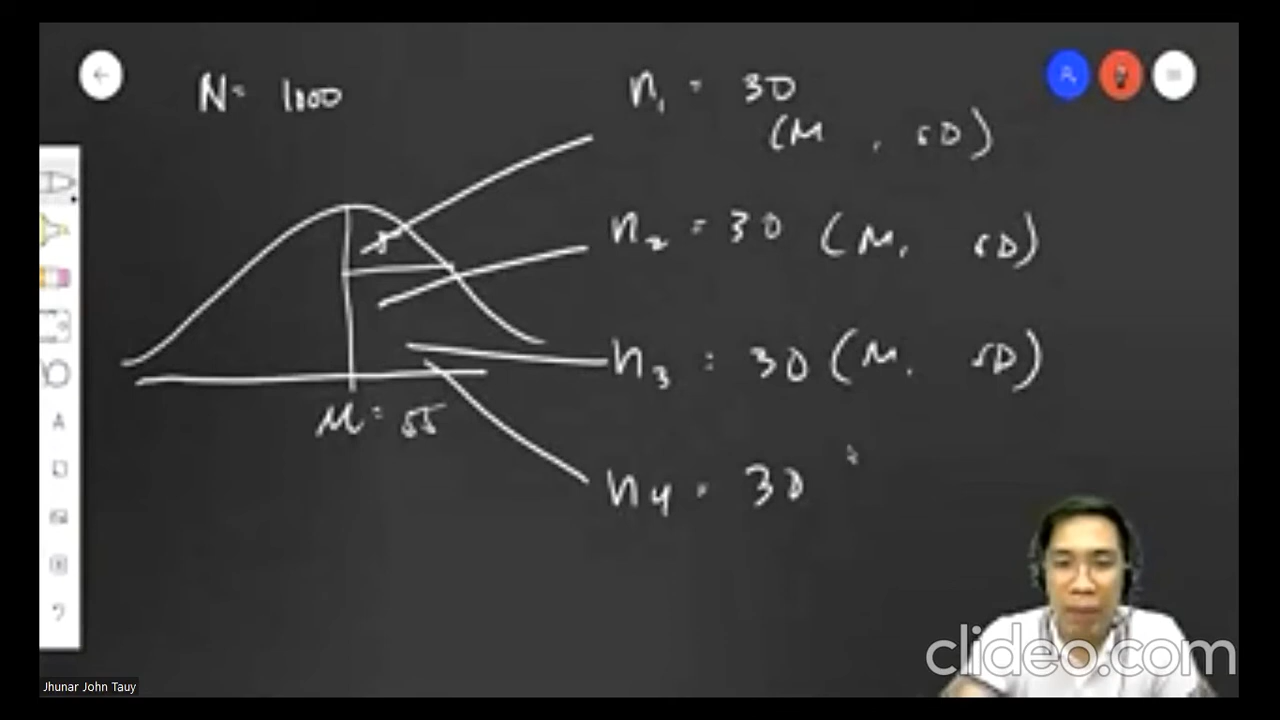 N = 1000
n₁ = 30
(M , SD)
n₂ = 30 (M, SD)
n₃ = 30 (M, SD)
μ = 55
n₄ = 30
A
?
clideo.com
Jhunar John Tauy